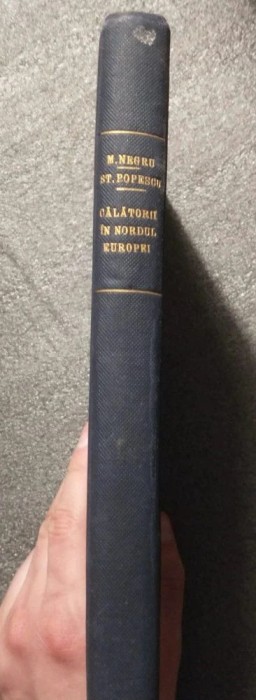 M. NEGRU
ST. POPESCU
CĂLĂTORII
ÎN NORDUL
EUROPEI